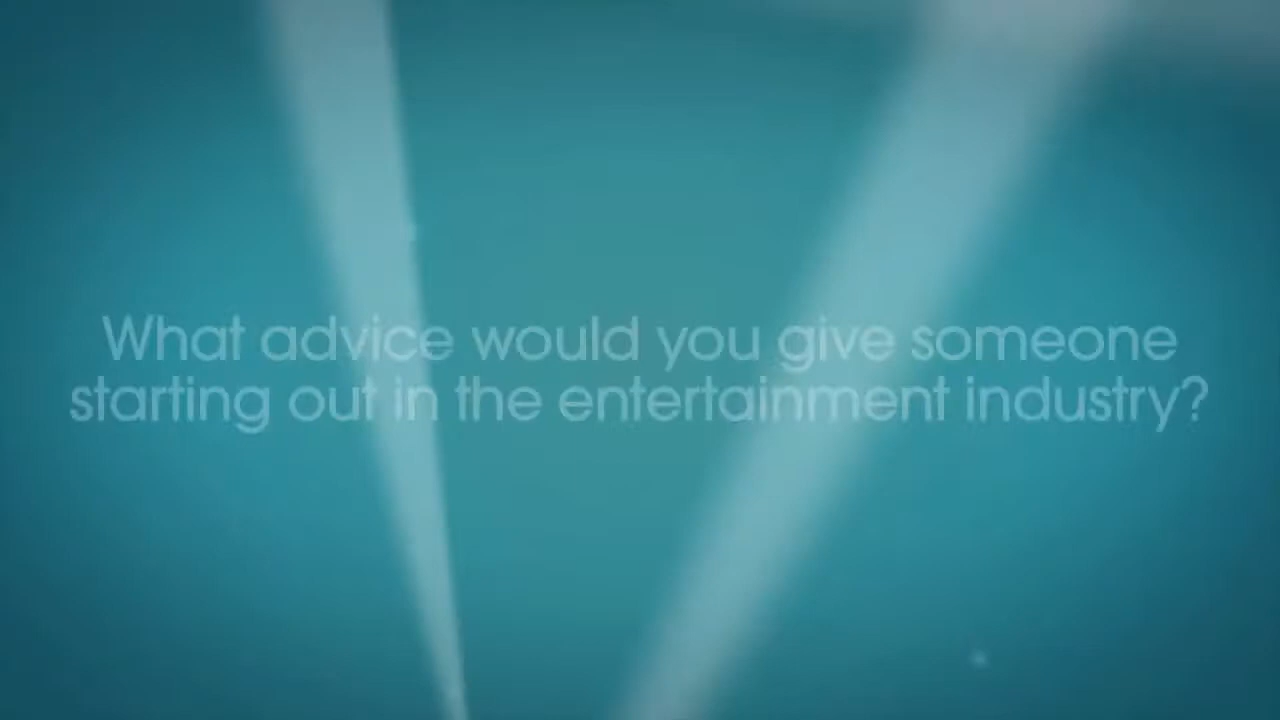 What advice would you give someone
starting out in the entertainment industry?